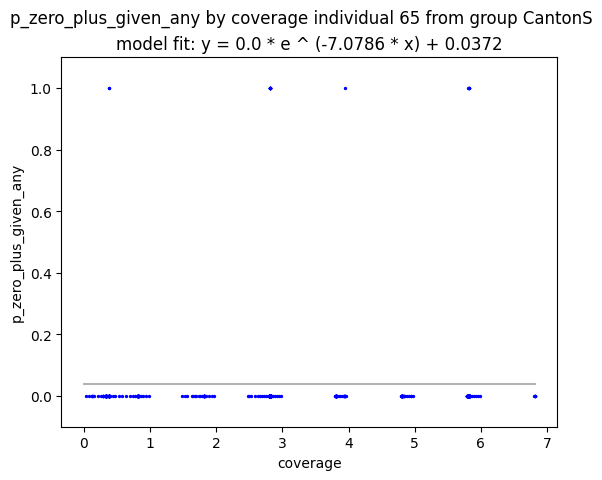 p_zero_plus_given_any by coverage individual 65 from group CantonS
model fit: y = 0.0 * e ^ (-7.0786 * x) + 0.0372
1.0
0.8
0.6
0.4
0.2
0.0
p_zero_plus_given_any
0 1 2 3 4 5 6 7
coverage